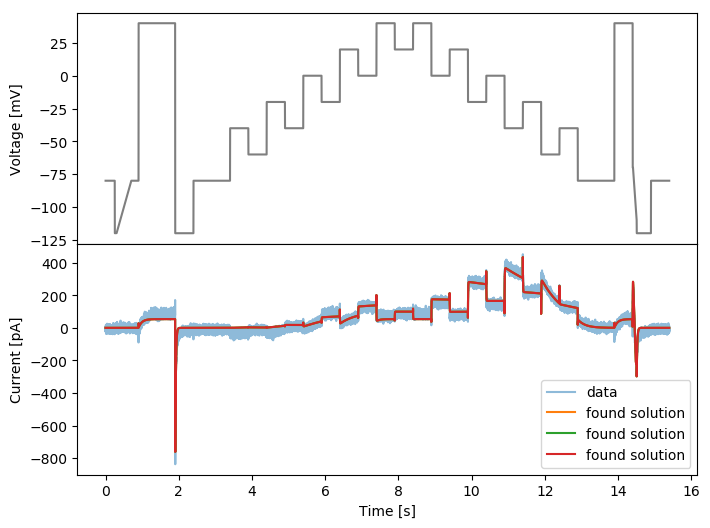 Voltage [mV]
25
0
−25
−50
−75
−100
−125
Current [pA]
400
200
0
−200
−400
−600
−800
data
found solution
found solution
found solution
0 2 4 6 8 10 12 14 16
Time [s]